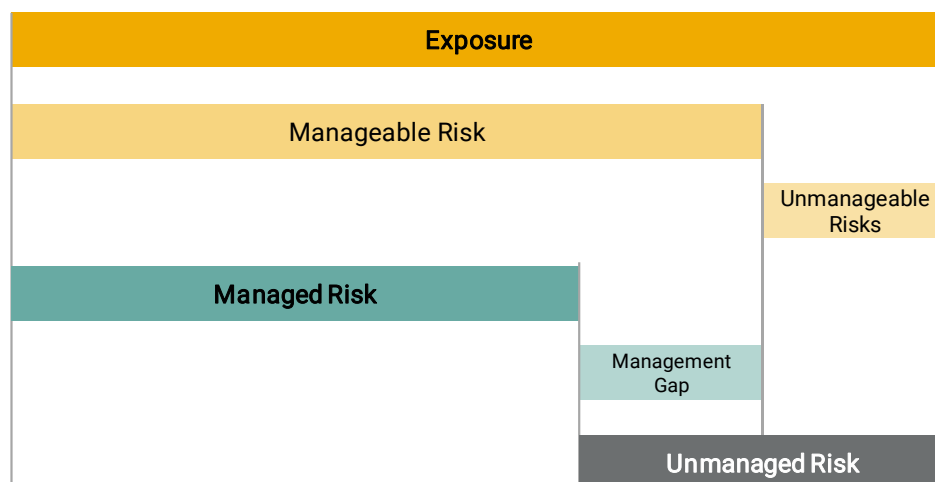 Exposure
Manageable Risk
Unmanageable
Risks
Managed Risk
Management
Gap
Unmanaged Risk